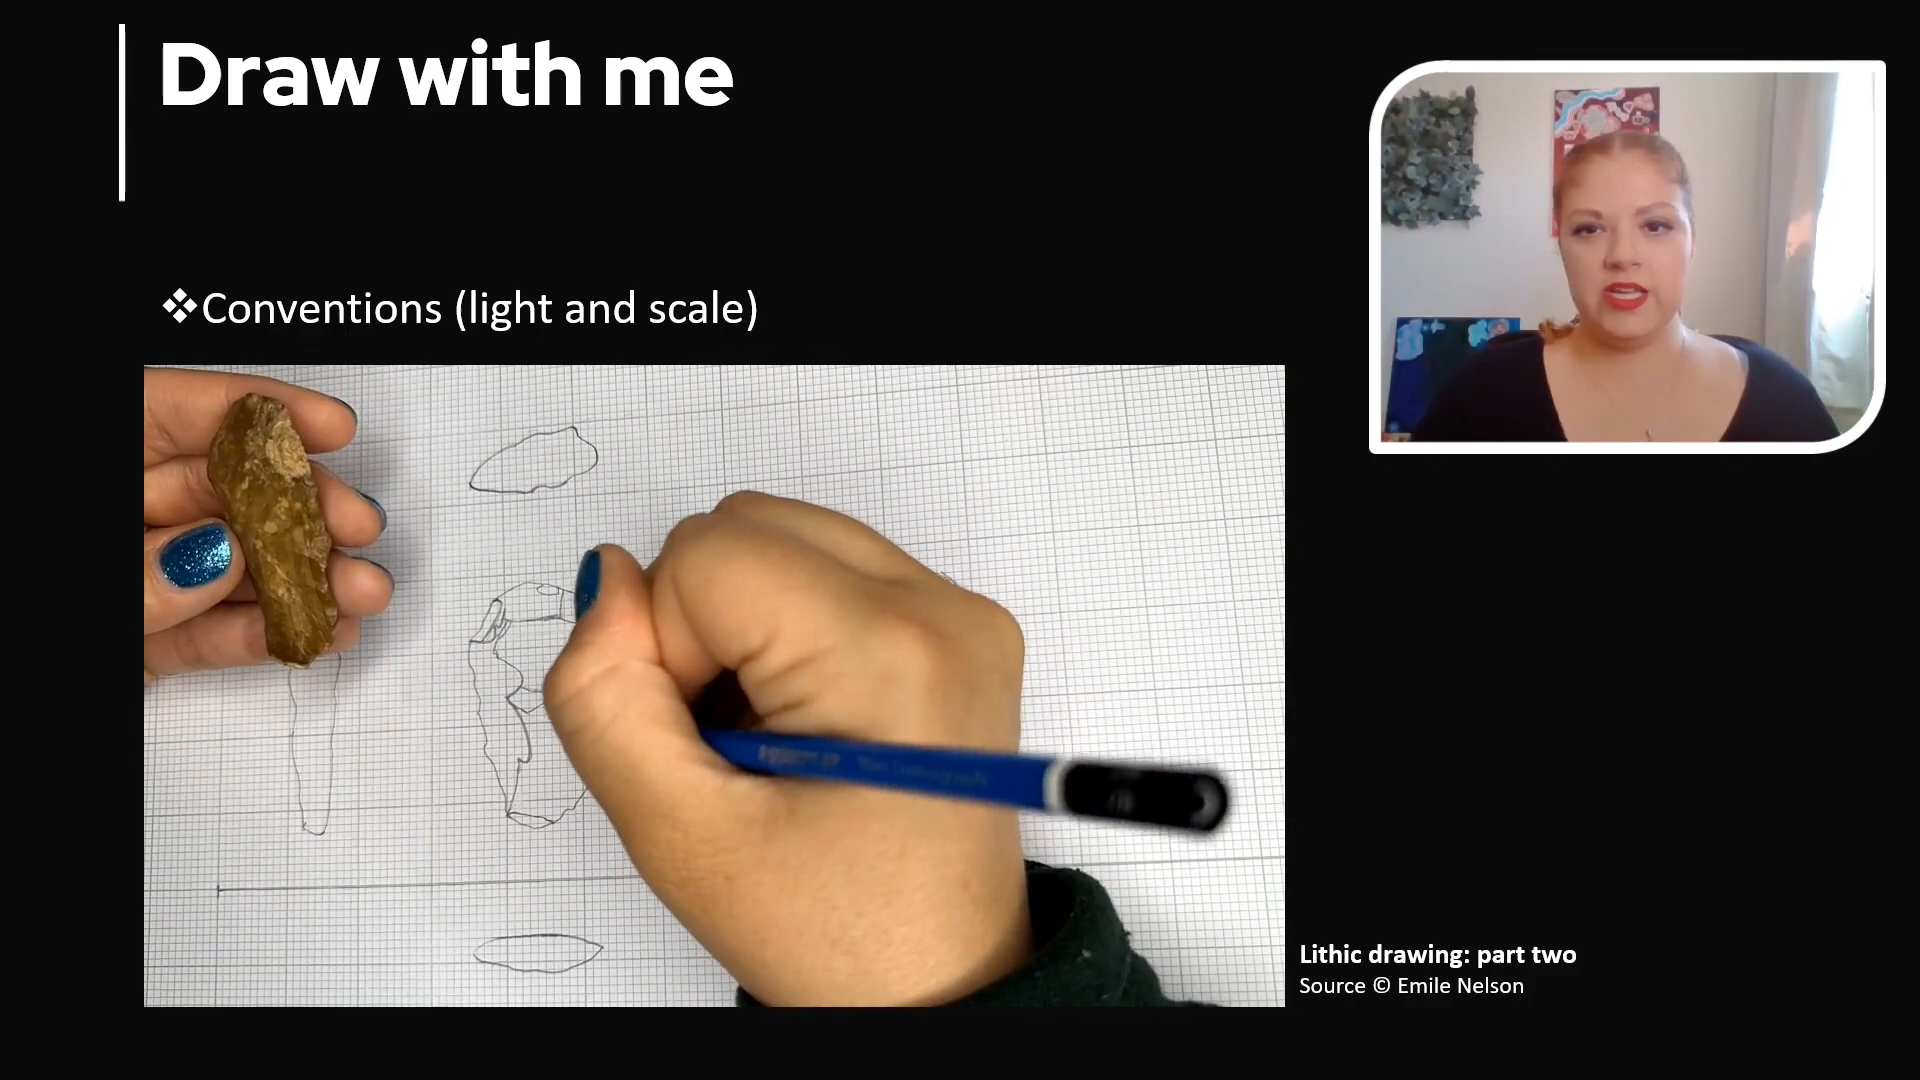 Draw with me
❖Conventions (light and scale)
Lithic drawing: part two
Source © Emile Nelson